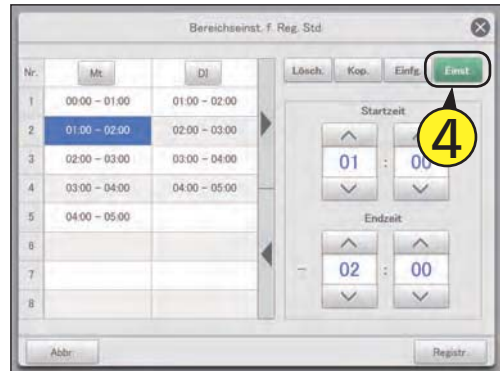 Bereichseinst. f. Reg. Std.
Nr. Mt DI Lösch. Kop. Einfg. Einst.
1 00:00 – 01:00 01:00 – 02:00
Startzeit
2 01:00 – 02:00 02:00 – 03:00
3 02:00 – 03:00 03:00 – 04:00
01 : 00
4 03:00 – 04:00 04:00 – 05:00
5 04:00 – 05:00
Endzeit
6
7
– 02 : 00
8
Abbr. Registr.
4